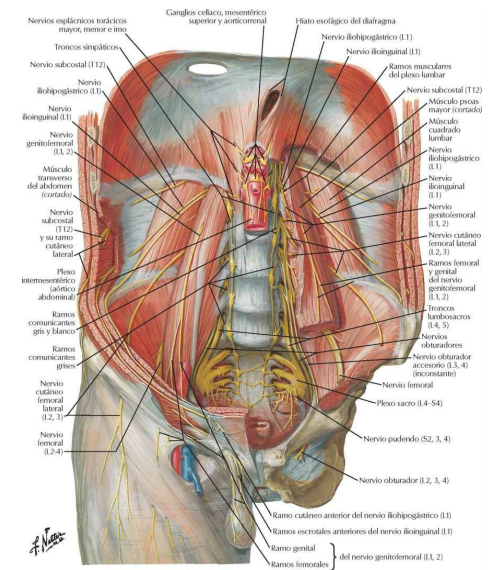 Nervios esplácnicos torácicos
mayor, menor e imo
Troncos simpáticos
Nervio subcostal (T12)
Nervio
iliohipogástrico (L1)
Nervio
ilioinguinal (L1)
Nervio
genitofemoral
(L1, 2)
Músculo
transverso
del abdomen
(cortado)
Nervio
subcostal
(T12)
y su ramo
cutáneo
lateral
Plexo
intermesentérico
(aórtico
abdominal)
Ramos
comunicantes
gris y blanco
Ramos
comunicantes
grises
Nervio
cutáneo
femoral
lateral
(L2, 3)
Nervio
femoral
(L2-4)
Ganglios celíaco, mesentérico
superior y aorticorrenal
Hiato esofágico del diafragma
Nervio iliohipogástrico (L1)
Nervio ilioinguinal (L1)
Ramos musculares
del plexo lumbar
Nervio subcostal (T12)
Músculo psoas
mayor (cortado)
Músculo
cuadrado
lumbar
Nervio
iliohipogástrico
(L1)
Nervio
ilioinguinal
(L1)
Nervio
genitofemoral
(L1, 2)
Nervio cutáneo
femoral lateral
(L2, 3)
Ramos femoral
y genital
del nervio
genitofemoral
(L1, 2)
Troncos
lumbosacros
(L4, 5)
Nervios
obturadores
Nervio obturador
accesorio (L3, 4)
(inconstante)
Nervio femoral
Plexo sacro (L4–S4)
Nervio pudendo (S2, 3, 4)
Nervio obturador (L2, 3, 4)
Ramo cutáneo anterior del nervio iliohipogástrico (L1)
Ramos escrotales anteriores del nervio ilioinguinal (L1)
Ramo genital
Ramos femorales
del nervio genitofemoral (L1, 2)
F. Netter
M.D.